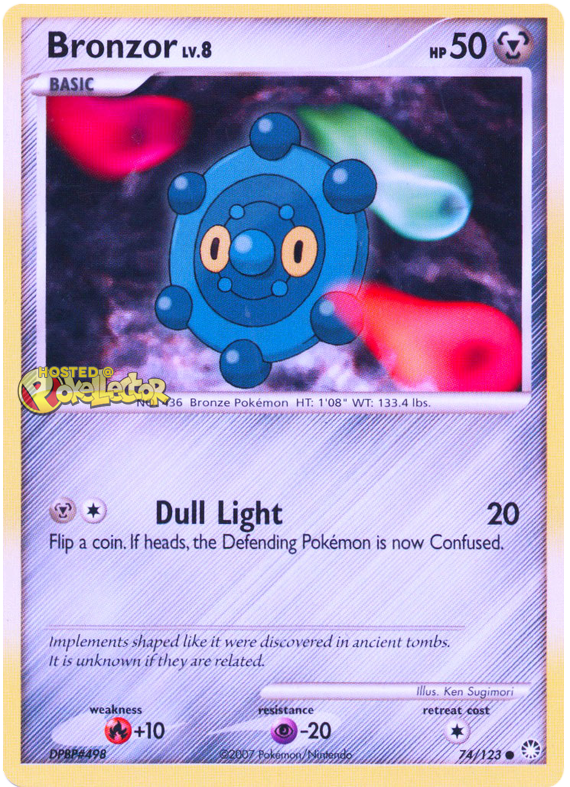 Bronzor LV.8
HP 50
BASIC
HOSTED @
Pokellector
36 Bronze Pokémon HT: 1'08" WT: 133.4 lbs.
Dull Light 20
Flip a coin. If heads, the Defending Pokémon is now Confused.
Implements shaped like it were discovered in ancient tombs.
It is unknown if they are related.
Illus. Ken Sugimori
weakness resistance retreat cost
+10 -20
DPBP#498 ©2007 Pokémon/Nintendo 74/123